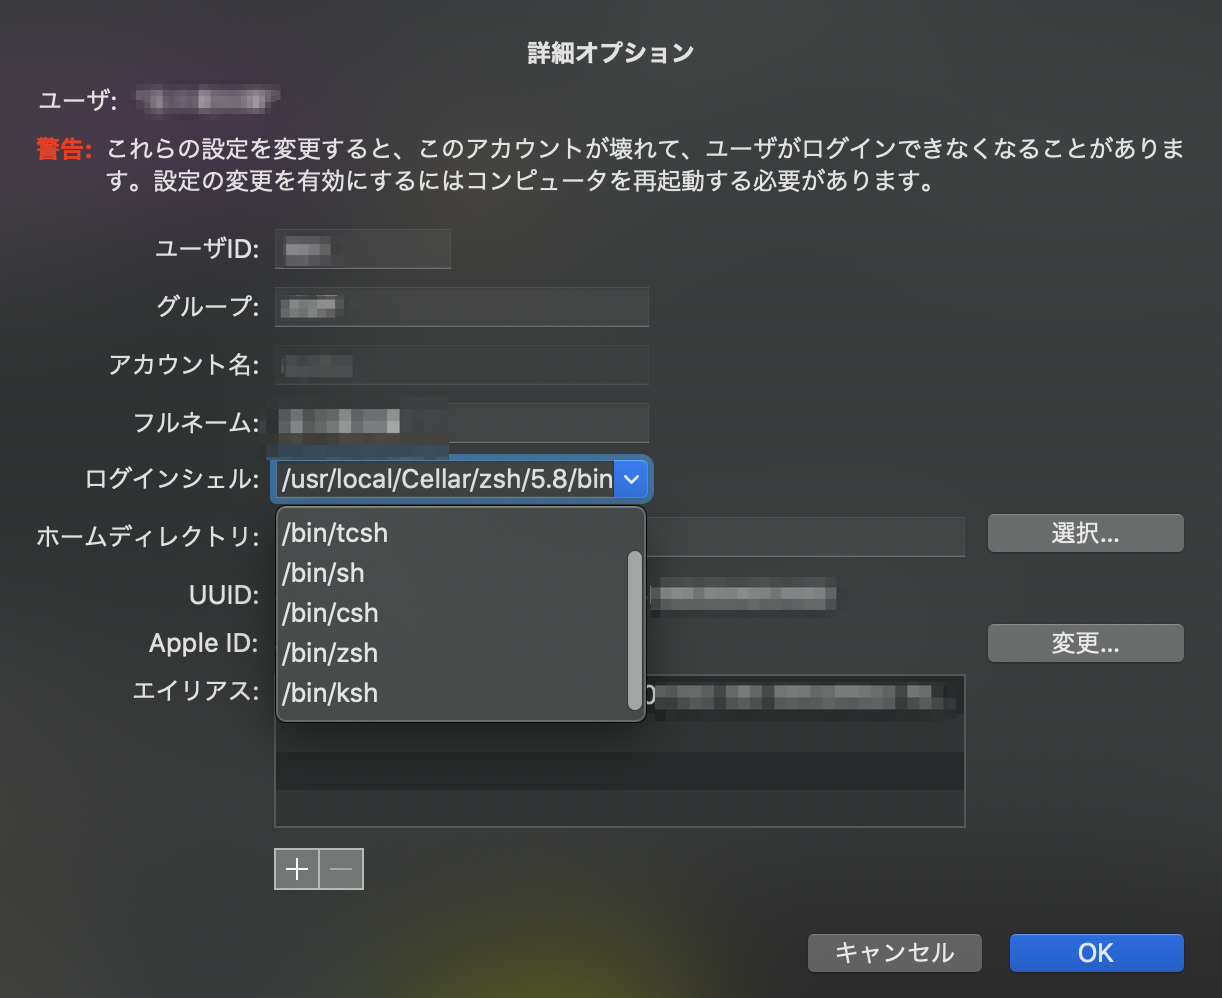 詳細オプション
ユーザ:
警告: これらの設定を変更すると、このアカウントが壊れて、ユーザがログインできなくなることがありま
す。設定の変更を有効にするにはコンピュータを再起動する必要があります。
ユーザID:
グループ:
アカウント名:
フルネーム:
ログインシェル: /usr/local/Cellar/zsh/5.8/bin
/bin/tcsh
ホームディレクトリ: 選択...
/bin/sh
UUID:
/bin/csh
Apple ID: 変更...
/bin/zsh
エイリアス:
/bin/ksh
キャンセル OK